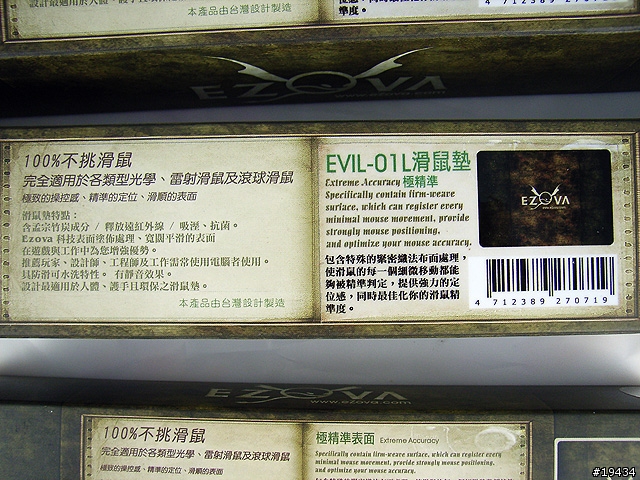 本產品由台灣設計製造
準度。
4 712389 2707
EZOVA
100%不挑滑鼠
完全適用於各類型光學、雷射滑鼠及滾球滑鼠
極致的操控感、精準的定位、滑順的表面
滑鼠墊特點：
含孟宗竹炭成分 / 釋放遠紅外線 / 吸溼、抗菌。
Ezova 科技表面塗佈處理、寬闊平滑的表面
在遊戲與工作中為您增強優勢。
推薦玩家、設計師、工程師及工作需常使用電腦者使用。
具防滑可水洗特性。 有靜音效果。
設計最適用於人體、護手且環保之滑鼠墊。
本產品由台灣設計製造
EVIL-01L滑鼠墊
Extreme Accuracy 極精準
Specifically contain firm-weave
surface, which can register every
minimal mouse movement, provide
strongly mouse positioning,
and optimize your mouse accuracy.
包含特殊的緊密織法布面處理，
使滑鼠的每一個細微移動都能
夠被精準判定，提供強力的定
位感，同時最佳化你的滑鼠精
準度。
EZOVA
4 712389 270719
EZOVA
www.ezova.com
100%不挑滑鼠
完全適用於各類型光學、雷射滑鼠及滾球滑鼠
極致的操控感、精準的定位、滑順的表面
極精準表面 Extreme Accuracy
Specifically contain firm-weave surface, which can register every
minimal mouse movement, provide strongly mouse positioning,
and optimize your mouse accuracy.
#19434